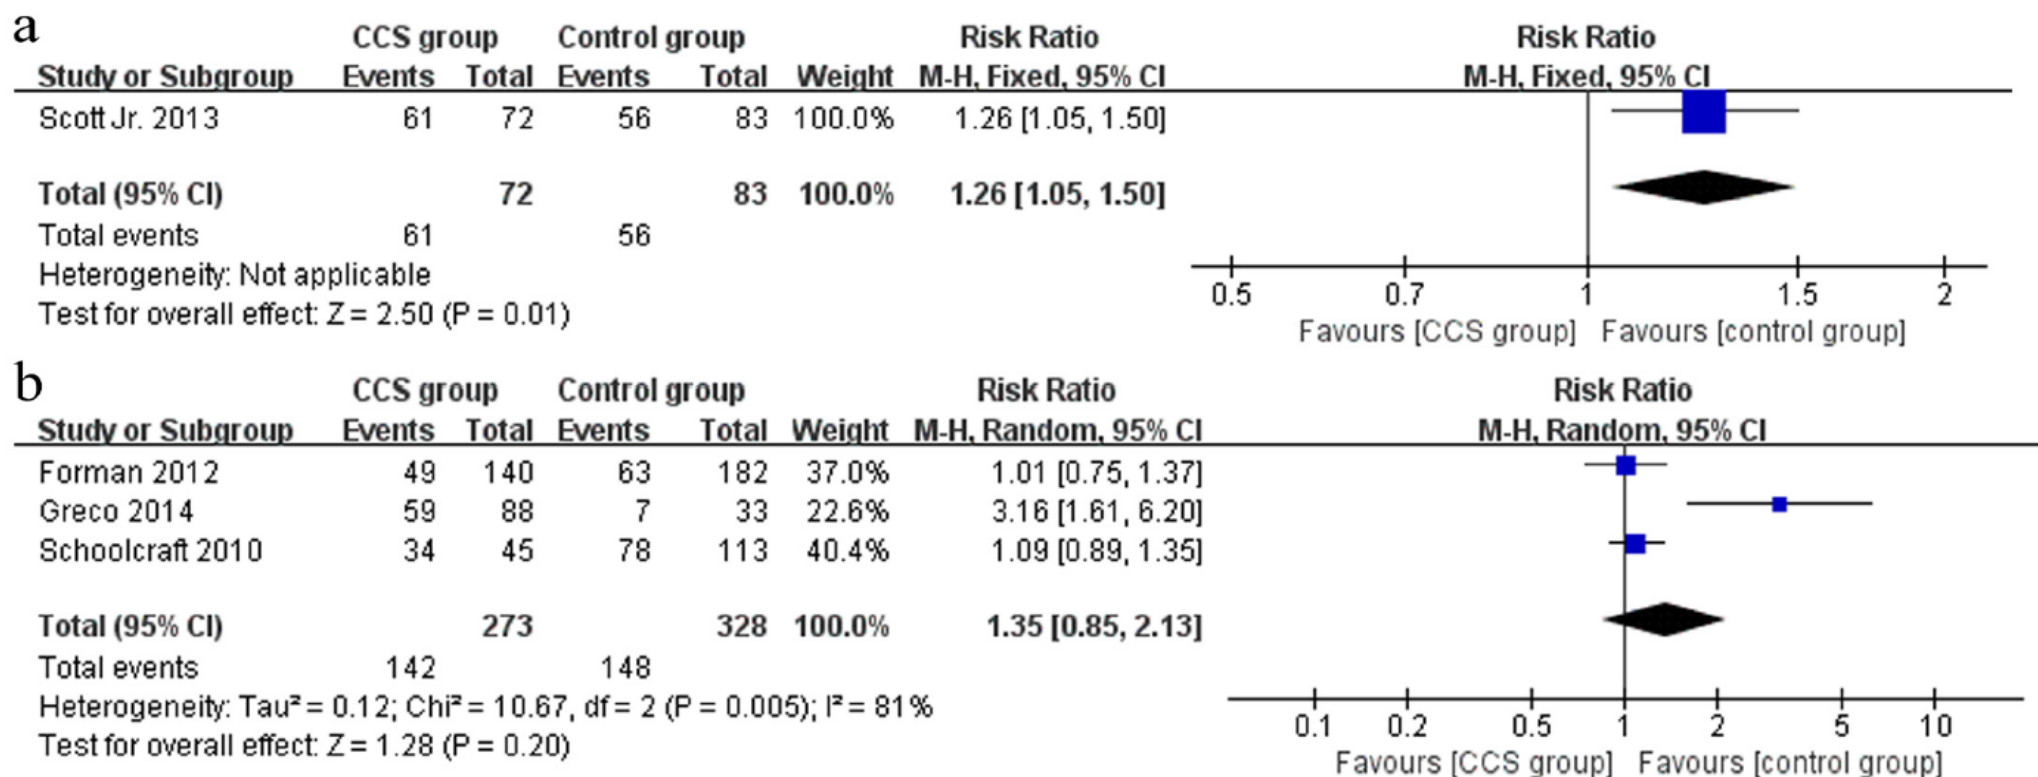 a
CCS group Control group Risk Ratio Risk Ratio
Study or Subgroup Events Total Events Total Weight M-H, Fixed, 95% CI M-H, Fixed, 95% CI
Scott Jr. 2013 61 72 56 83 100.0% 1.26 [1.05, 1.50]
Total (95% CI) 72 83 100.0% 1.26 [1.05, 1.50]
Total events 61 56
Heterogeneity: Not applicable
Test for overall effect: Z = 2.50 (P = 0.01)
0.5 0.7 1 1.5 2
Favours [CCS group] Favours [control group]
b
CCS group Control group Risk Ratio Risk Ratio
Study or Subgroup Events Total Events Total Weight M-H, Random, 95% CI M-H, Random, 95% CI
Forman 2012 49 140 63 182 37.0% 1.01 [0.75, 1.37]
Greco 2014 59 88 7 33 22.6% 3.16 [1.61, 6.20]
Schoolcraft 2010 34 45 78 113 40.4% 1.09 [0.89, 1.35]
Total (95% CI) 273 328 100.0% 1.35 [0.85, 2.13]
Total events 142 148
Heterogeneity: Tau² = 0.12; Chi² = 10.67, df = 2 (P = 0.005); I² = 81%
Test for overall effect: Z = 1.28 (P = 0.20)
0.1 0.2 0.5 1 2 5 10
Favours [CCS group] Favours [control group]